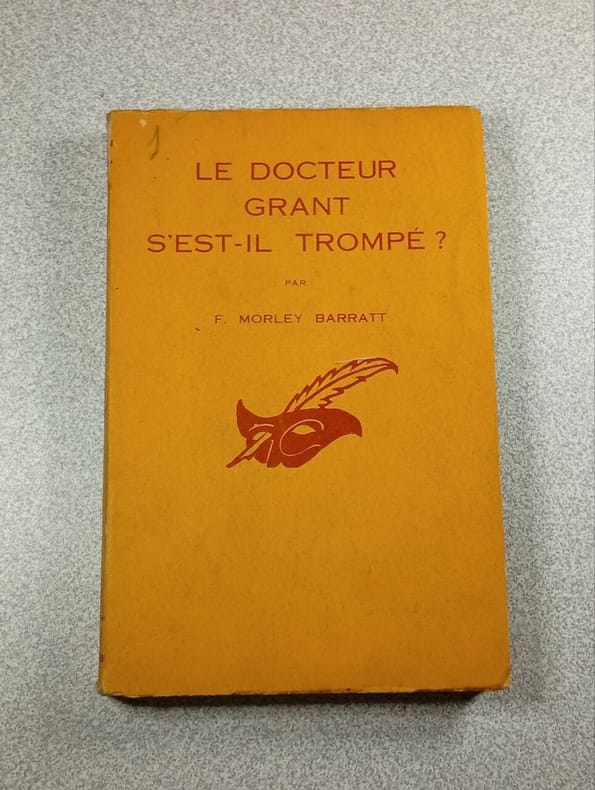 LE DOCTEUR
GRANT
S'EST-IL TROMPÉ ?
PAR
F. MORLEY BARRATT